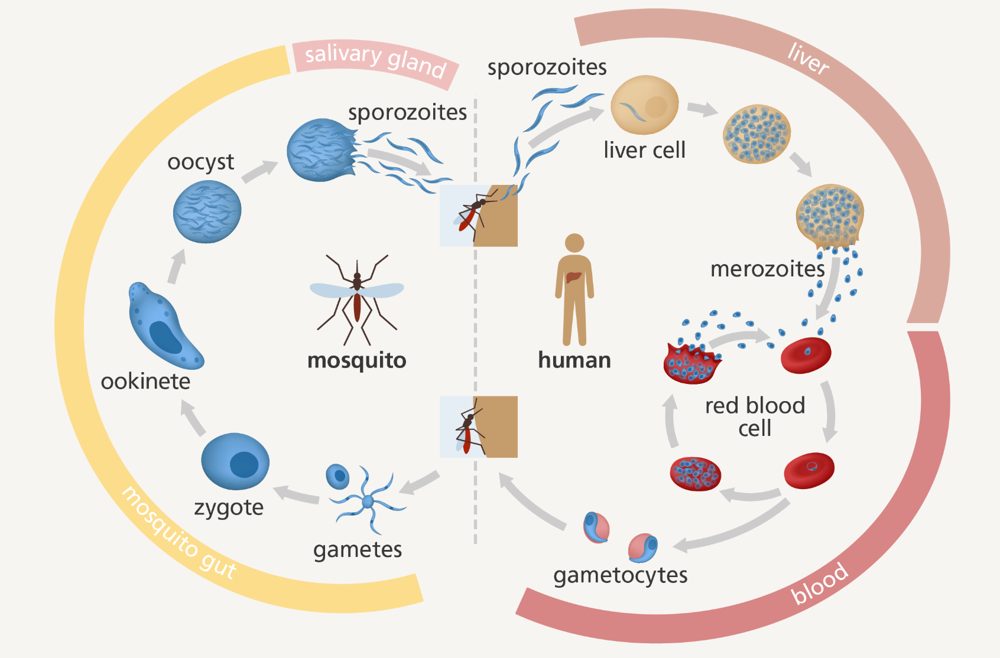 salivary gland
sporozoites
liver
sporozoites
oocyst
liver cell
merozoites
mosquito
human
ookinete
red blood
cell
zygote
gametes
gametocytes
mosquito gut
blood